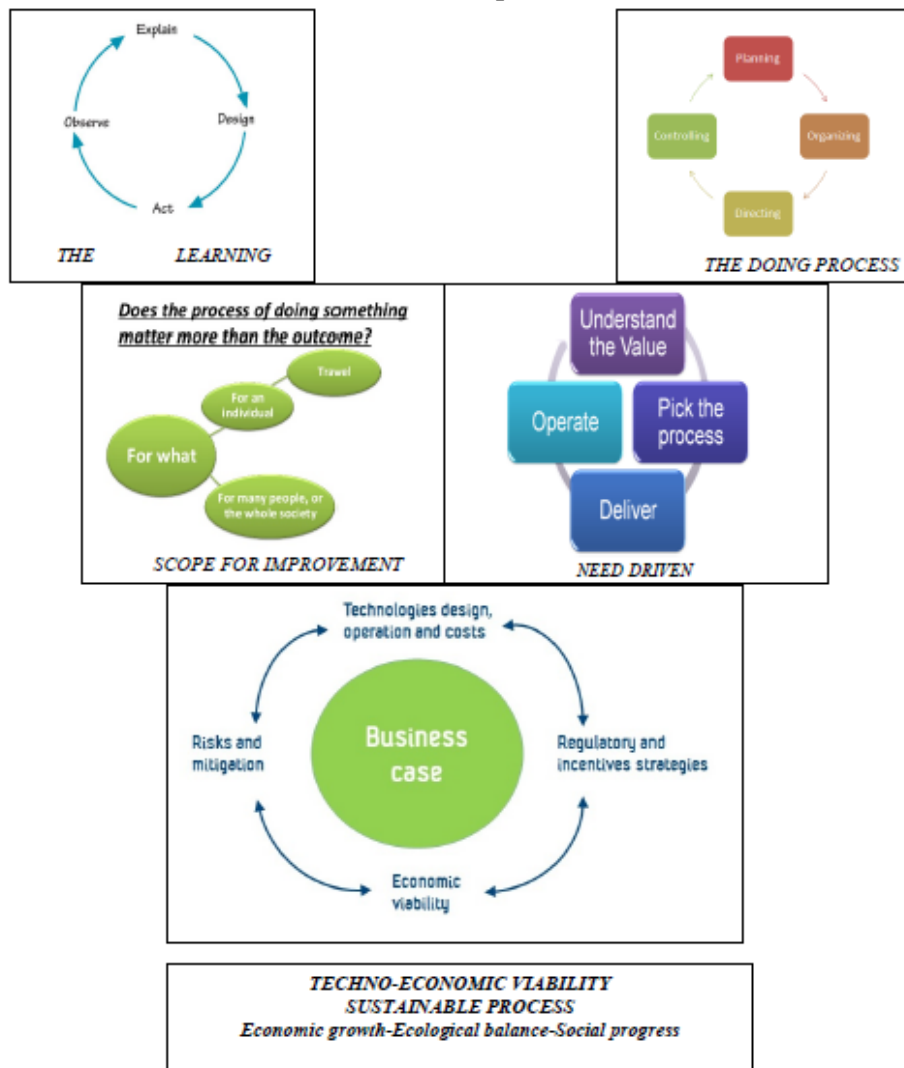 Explain
Observe
Design
Act
THE LEARNING
Planning
Controlling
Organizing
Directing
THE DOING PROCESS
Does the process of doing something
matter more than the outcome?
Travel
For an
individual
For what
For many people, or
the whole society
SCOPE FOR IMPROVEMENT
Understand
the Value
Operate
Pick the
process
Deliver
NEED DRIVEN
Technologies design,
operation and costs
Risks and
mitigation
Business
case
Regulatory and
incentives strategies
Economic
viability
TECHNO-ECONOMIC VIABILITY
SUSTAINABLE PROCESS
Economic growth-Ecological balance-Social progress